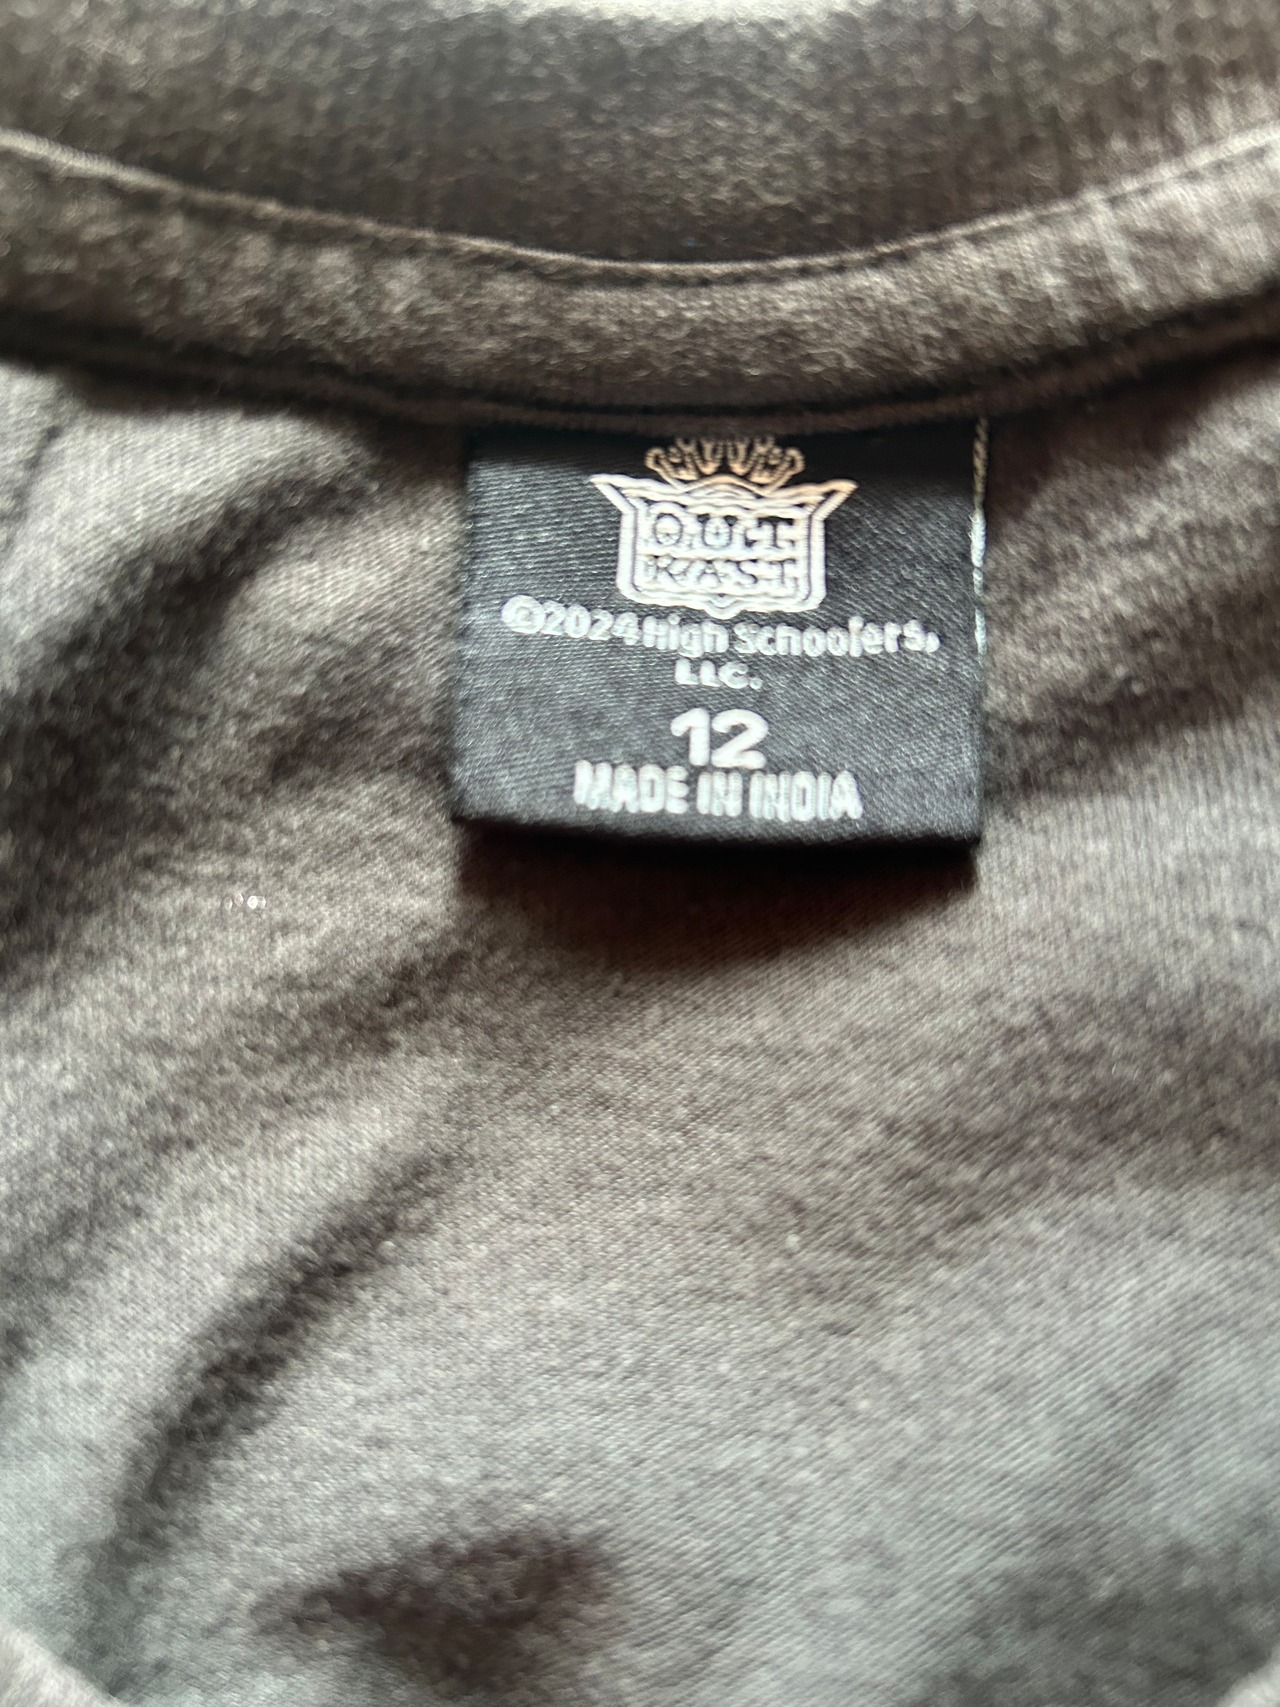 OUT
KAST
©2024 High Schoolers,
LLC.
12
MADE IN INDIA